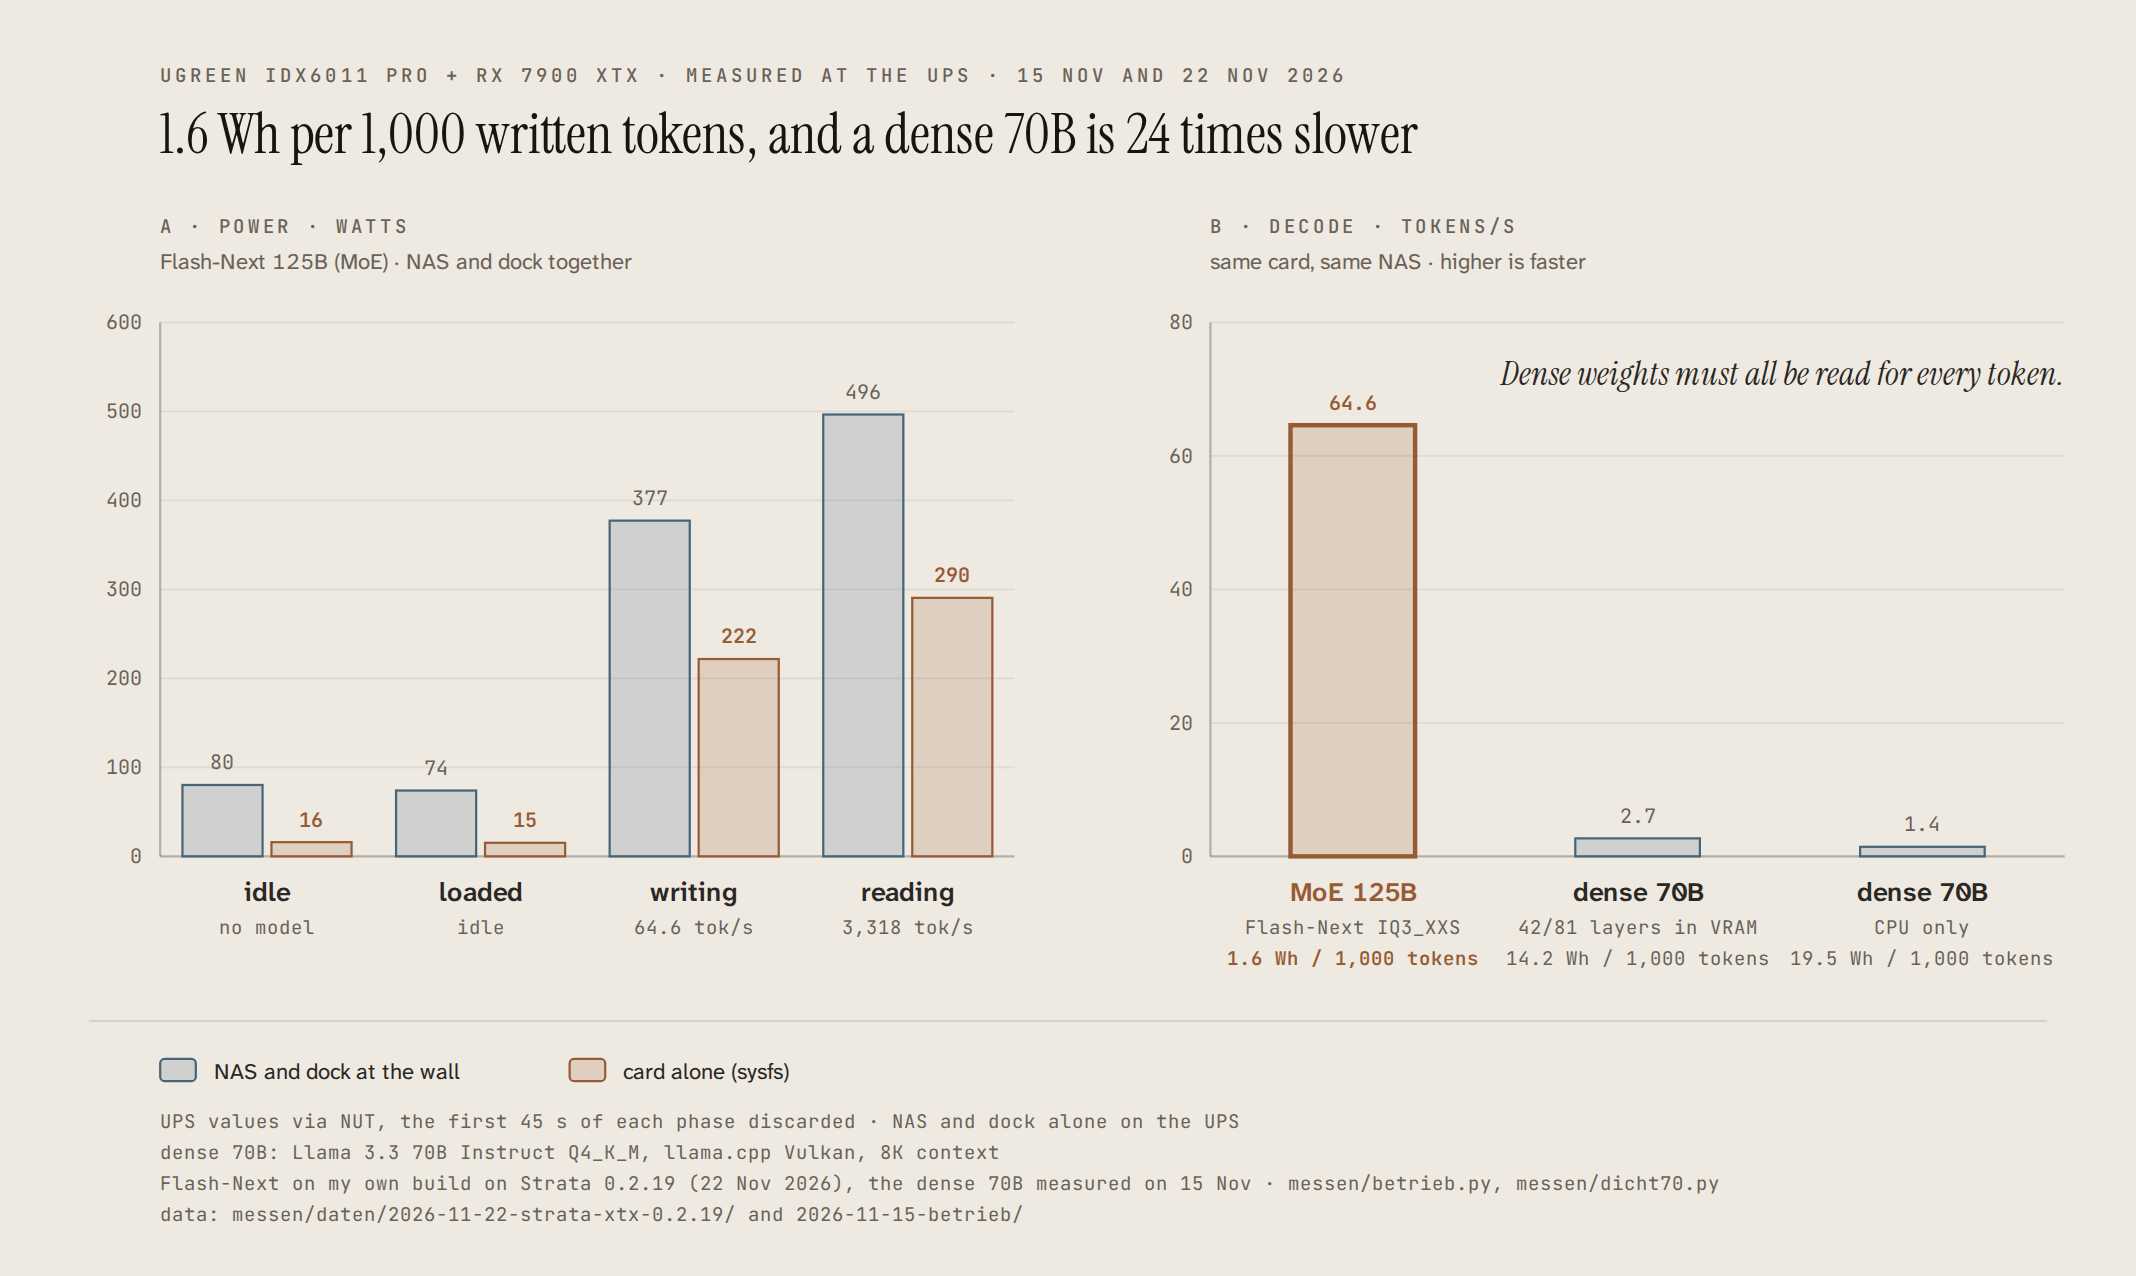 UGREEN IDX6011 PRO + RX 7900 XTX · MEASURED AT THE UPS · 15 NOV AND 22 NOV 2026
1.6 Wh per 1,000 written tokens, and a dense 70B is 24 times slower
A · POWER · WATTS
Flash-Next 125B (MoE) · NAS and dock together
600
500
400
300
200
100
0
80
16
74
15
377
222
496
290
idle
no model
loaded
idle
writing
64.6 tok/s
reading
3,318 tok/s
B · DECODE · TOKENS/S
same card, same NAS · higher is faster
80
60
40
20
0
Dense weights must all be read for every token.
64.6
2.7
1.4
MoE 125B
Flash-Next IQ3_XXS
1.6 Wh / 1,000 tokens
dense 70B
42/81 layers in VRAM
14.2 Wh / 1,000 tokens
dense 70B
CPU only
19.5 Wh / 1,000 tokens
NAS and dock at the wall
card alone (sysfs)
UPS values via NUT, the first 45 s of each phase discarded · NAS and dock alone on the UPS
dense 70B: Llama 3.3 70B Instruct Q4_K_M, llama.cpp Vulkan, 8K context
Flash-Next on my own build on Strata 0.2.19 (22 Nov 2026), the dense 70B measured on 15 Nov · messen/betrieb.py, messen/dicht70.py
data: messen/daten/2026-11-22-strata-xtx-0.2.19/ and 2026-11-15-betrieb/